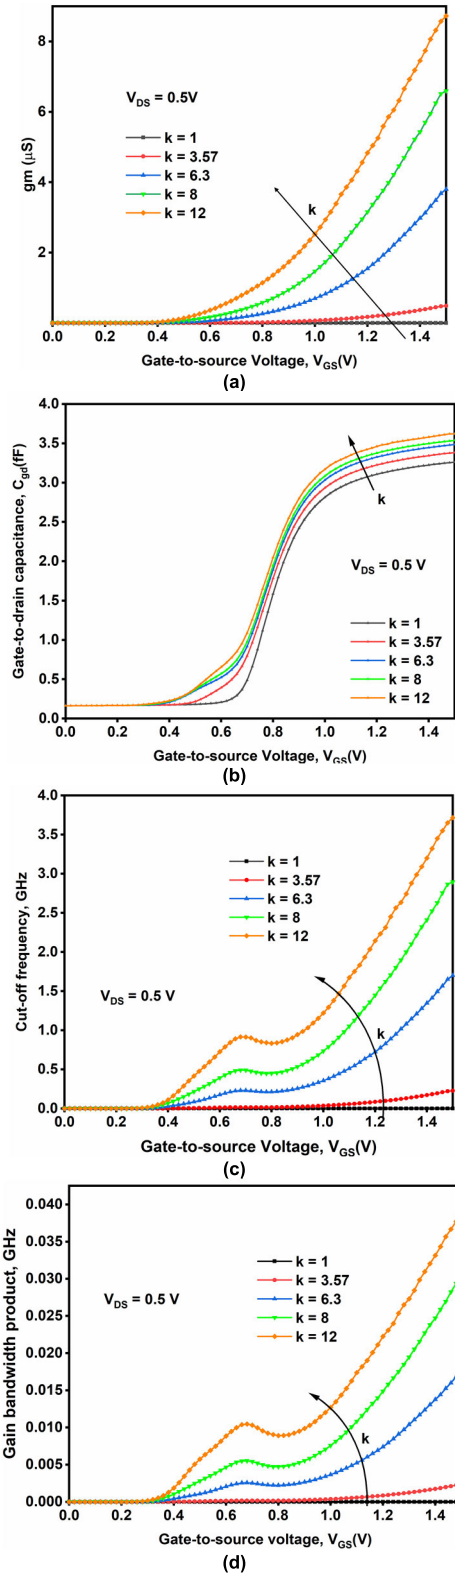 8
6
4
2
gm (μS)
V_DS = 0.5V
k = 1
k = 3.57
k = 6.3
k = 8
k = 12
k
0.0 0.2 0.4 0.6 0.8 1.0 1.2 1.4
Gate-to-source Voltage, V_GS(V)
(a)
4.0
3.5
3.0
2.5
2.0
1.5
1.0
0.5
0.0
Gate-to-drain capacitance, C_gd(fF)
k
V_DS = 0.5 V
k = 1
k = 3.57
k = 6.3
k = 8
k = 12
0.0 0.2 0.4 0.6 0.8 1.0 1.2 1.4
Gate-to-source Voltage, V_GS(V)
(b)
4.0
3.5
3.0
2.5
2.0
1.5
1.0
0.5
0.0
Cut-off frequency, GHz
k = 1
k = 3.57
k = 6.3
k = 8
k = 12
V_DS = 0.5 V
k
0.0 0.2 0.4 0.6 0.8 1.0 1.2 1.4
Gate-to-source Voltage, V_GS(V)
(c)
0.040
0.035
0.030
0.025
0.020
0.015
0.010
0.005
0.000
Gain bandwidth product, GHz
k = 1
k = 3.57
k = 6.3
k = 8
k = 12
V_DS = 0.5 V
k
0.0 0.2 0.4 0.6 0.8 1.0 1.2 1.4
Gate-to-source voltage, V_GS(V)
(d)